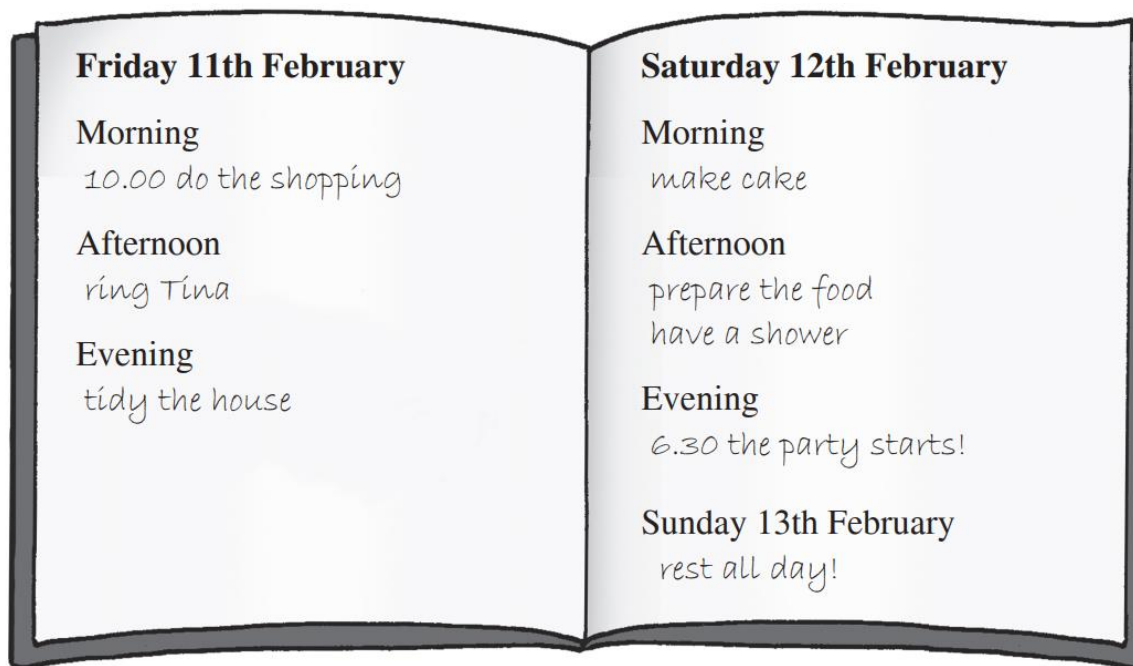 Friday 11th February
Morning
10.00 do the shopping
Afternoon
ring Tina
Evening
tidy the house
Saturday 12th February
Morning
make cake
Afternoon
prepare the food
have a shower
Evening
6.30 the party starts!
Sunday 13th February
rest all day!